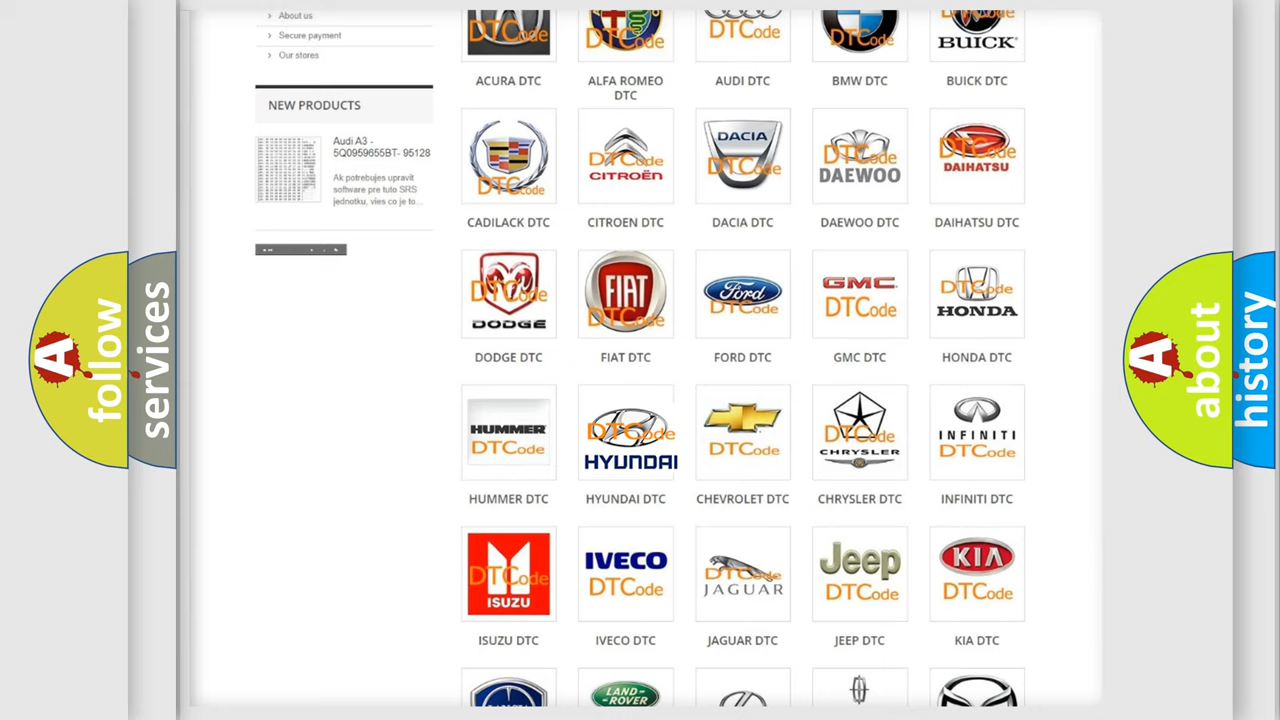 About us
Secure payment
Our stores
NEW PRODUCTS
Audi A3 -
5Q0959655BT- 95128
Ak potrebujes upravit
software pre tuto SRS
jednotku, vies co je to...
DTCode
DTCode
DTCode
DTCode
BUICK
ACURA DTC
ALFA ROMEO
DTC
AUDI DTC
BMW DTC
BUICK DTC
DTCode
DTCode
CITROËN
DACIA
DTCode
DTCode
DAEWOO
DTCode
DAIHATSU
CADILACK DTC
CITROEN DTC
DACIA DTC
DAEWOO DTC
DAIHATSU DTC
DTCode
DODGE
FIAT
DTCode
Ford
DTCode
GMC
DTCode
DTCode
HONDA
DODGE DTC
FIAT DTC
FORD DTC
GMC DTC
HONDA DTC
HUMMER
DTCode
DTCode
HYUNDAI
DTCode
DTCode
CHRYSLER
INFINITI
DTCode
HUMMER DTC
HYUNDAI DTC
CHEVROLET DTC
CHRYSLER DTC
INFINITI DTC
DTCode
ISUZU
IVECO
DTCode
DTCode
JAGUAR
Jeep
DTCode
KIA
DTCode
ISUZU DTC
IVECO DTC
JAGUAR DTC
JEEP DTC
KIA DTC
LAND-
ROVER
A
follow
services
A
about
history